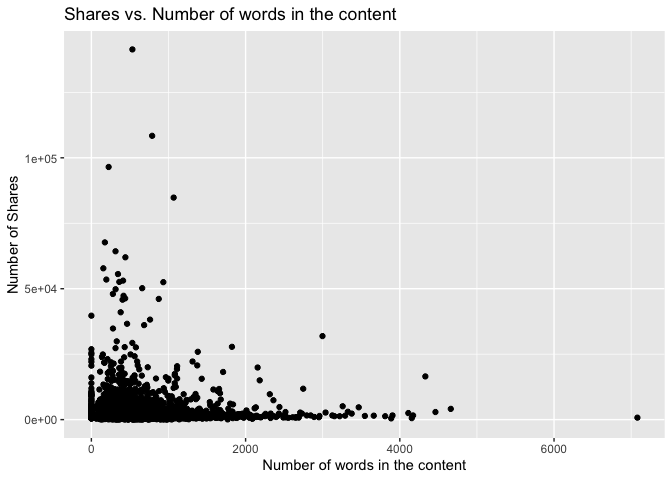 Shares vs. Number of words in the content
1e+05
5e+04
0e+00
Number of Shares
0
2000
4000
6000
Number of words in the content